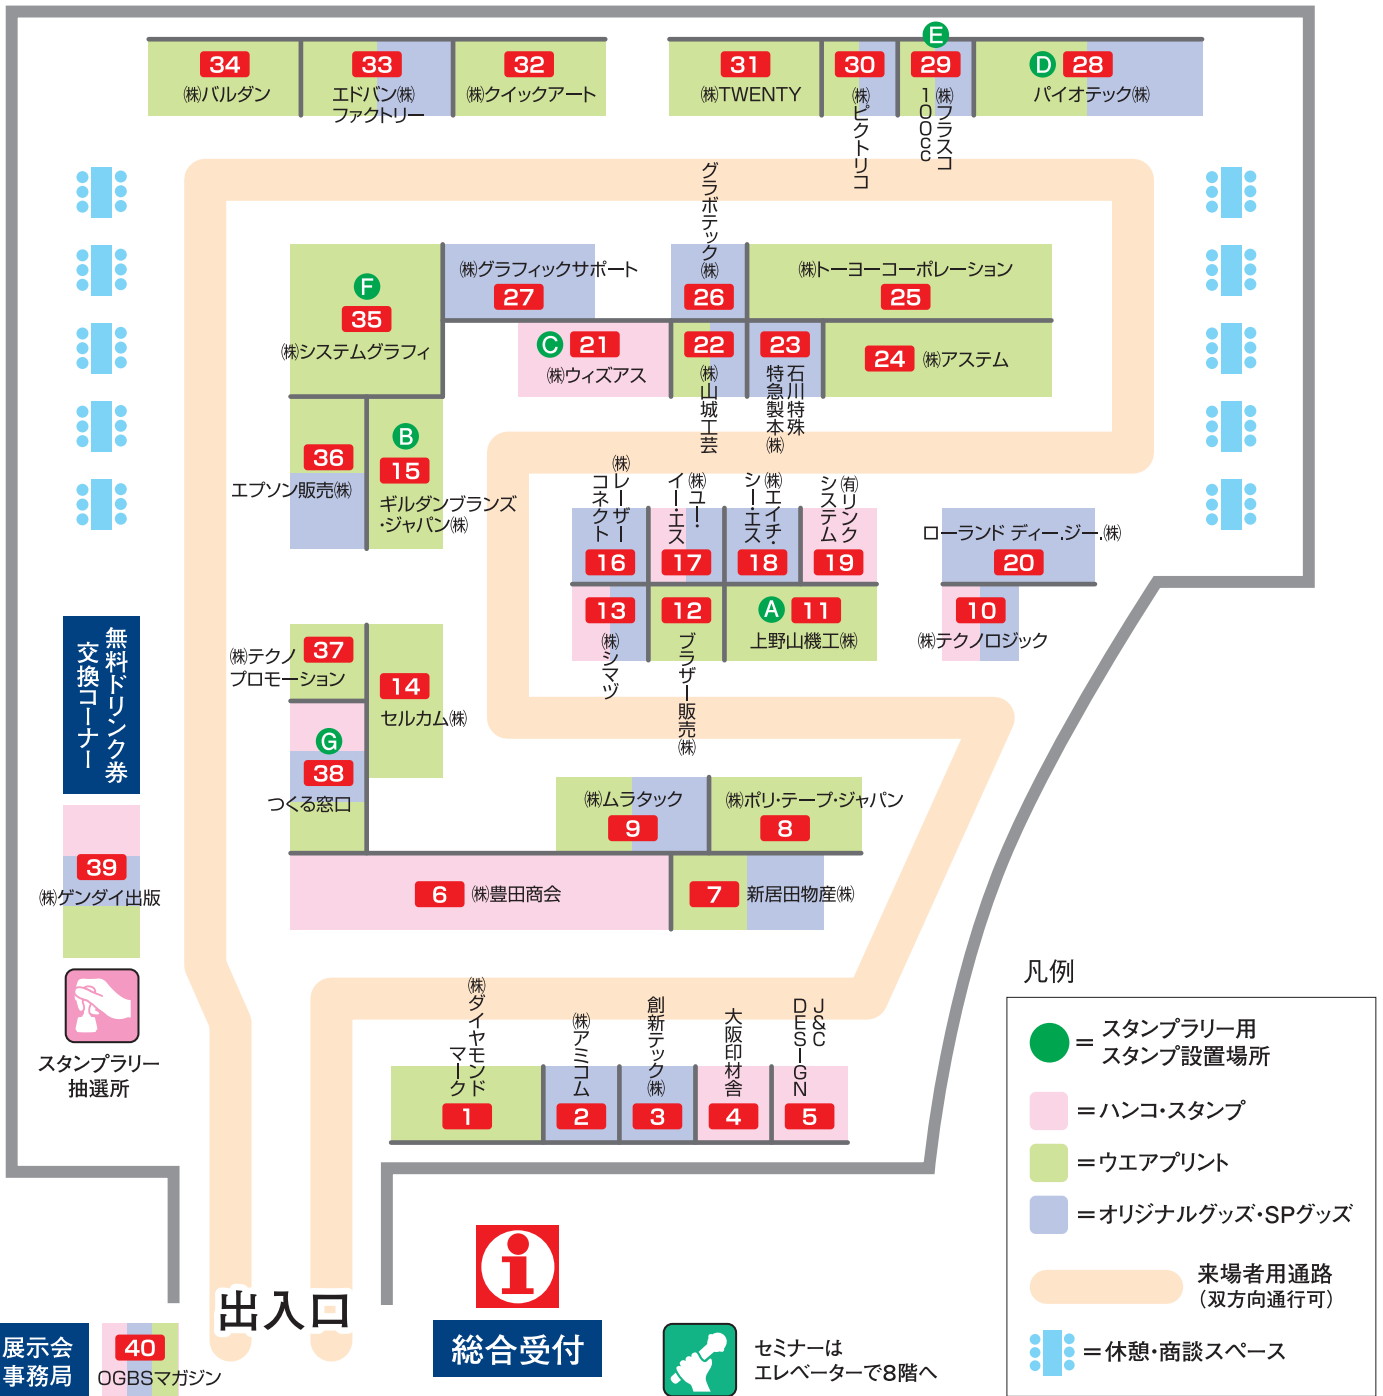 34
㈱バルダン
33
エドバン㈱
ファクトリー
32
㈱クイックアート
31
㈱TWENTY
30
㈱ピクトリコ
E
29
㈱フラスコ
100cc
D 28
パイオテック㈱
グラボテック㈱
26
F
35
㈱システムグラフィ
㈱グラフィックサポート
27
㈱トーヨーコーポレーション
25
C 21
㈱ウィズアス
22
㈱山城工芸
23
石川特殊
特急製本㈱
24 ㈱アステム
36
エプソン販売㈱
B
15
ギルダンブランズ
・ジャパン㈱
㈱レーザー
コネクト
16
㈱ユー・
イー・エス
17
㈱エイチ・
シー・エス
18
㈲リンク
システム
19
ローランド ディー.ジー.㈱
20
13
㈱シマヅ
12
ブラザー販売㈱
A 11
上野山機工㈱
10
㈱テクノロジック
無料ドリンク券
交換コーナー
37
㈱テクノ
プロモーション
14
セルカム㈱
G
38
つくる窓口
39
㈱ゲンダイ出版
㈱ムラタック
9
㈱ポリ・テープ・ジャパン
8
6 ㈱豊田商会
7 新居田物産㈱
スタンプラリー
抽選所
㈱ダイヤモンド
マーク
1
㈱アミコム
2
創新テック㈱
3
大阪印材舎
4
J&C
DESIGN
5
凡例
= スタンプラリー用
スタンプ設置場所
=ハンコ・スタンプ
=ウエアプリント
=オリジナルグッズ・SPグッズ
来場者用通路
(双方向通行可)
=休憩・商談スペース
出入口
i
総合受付
展示会
事務局
40
OGBSマガジン
セミナーは
エレベーターで8階へ